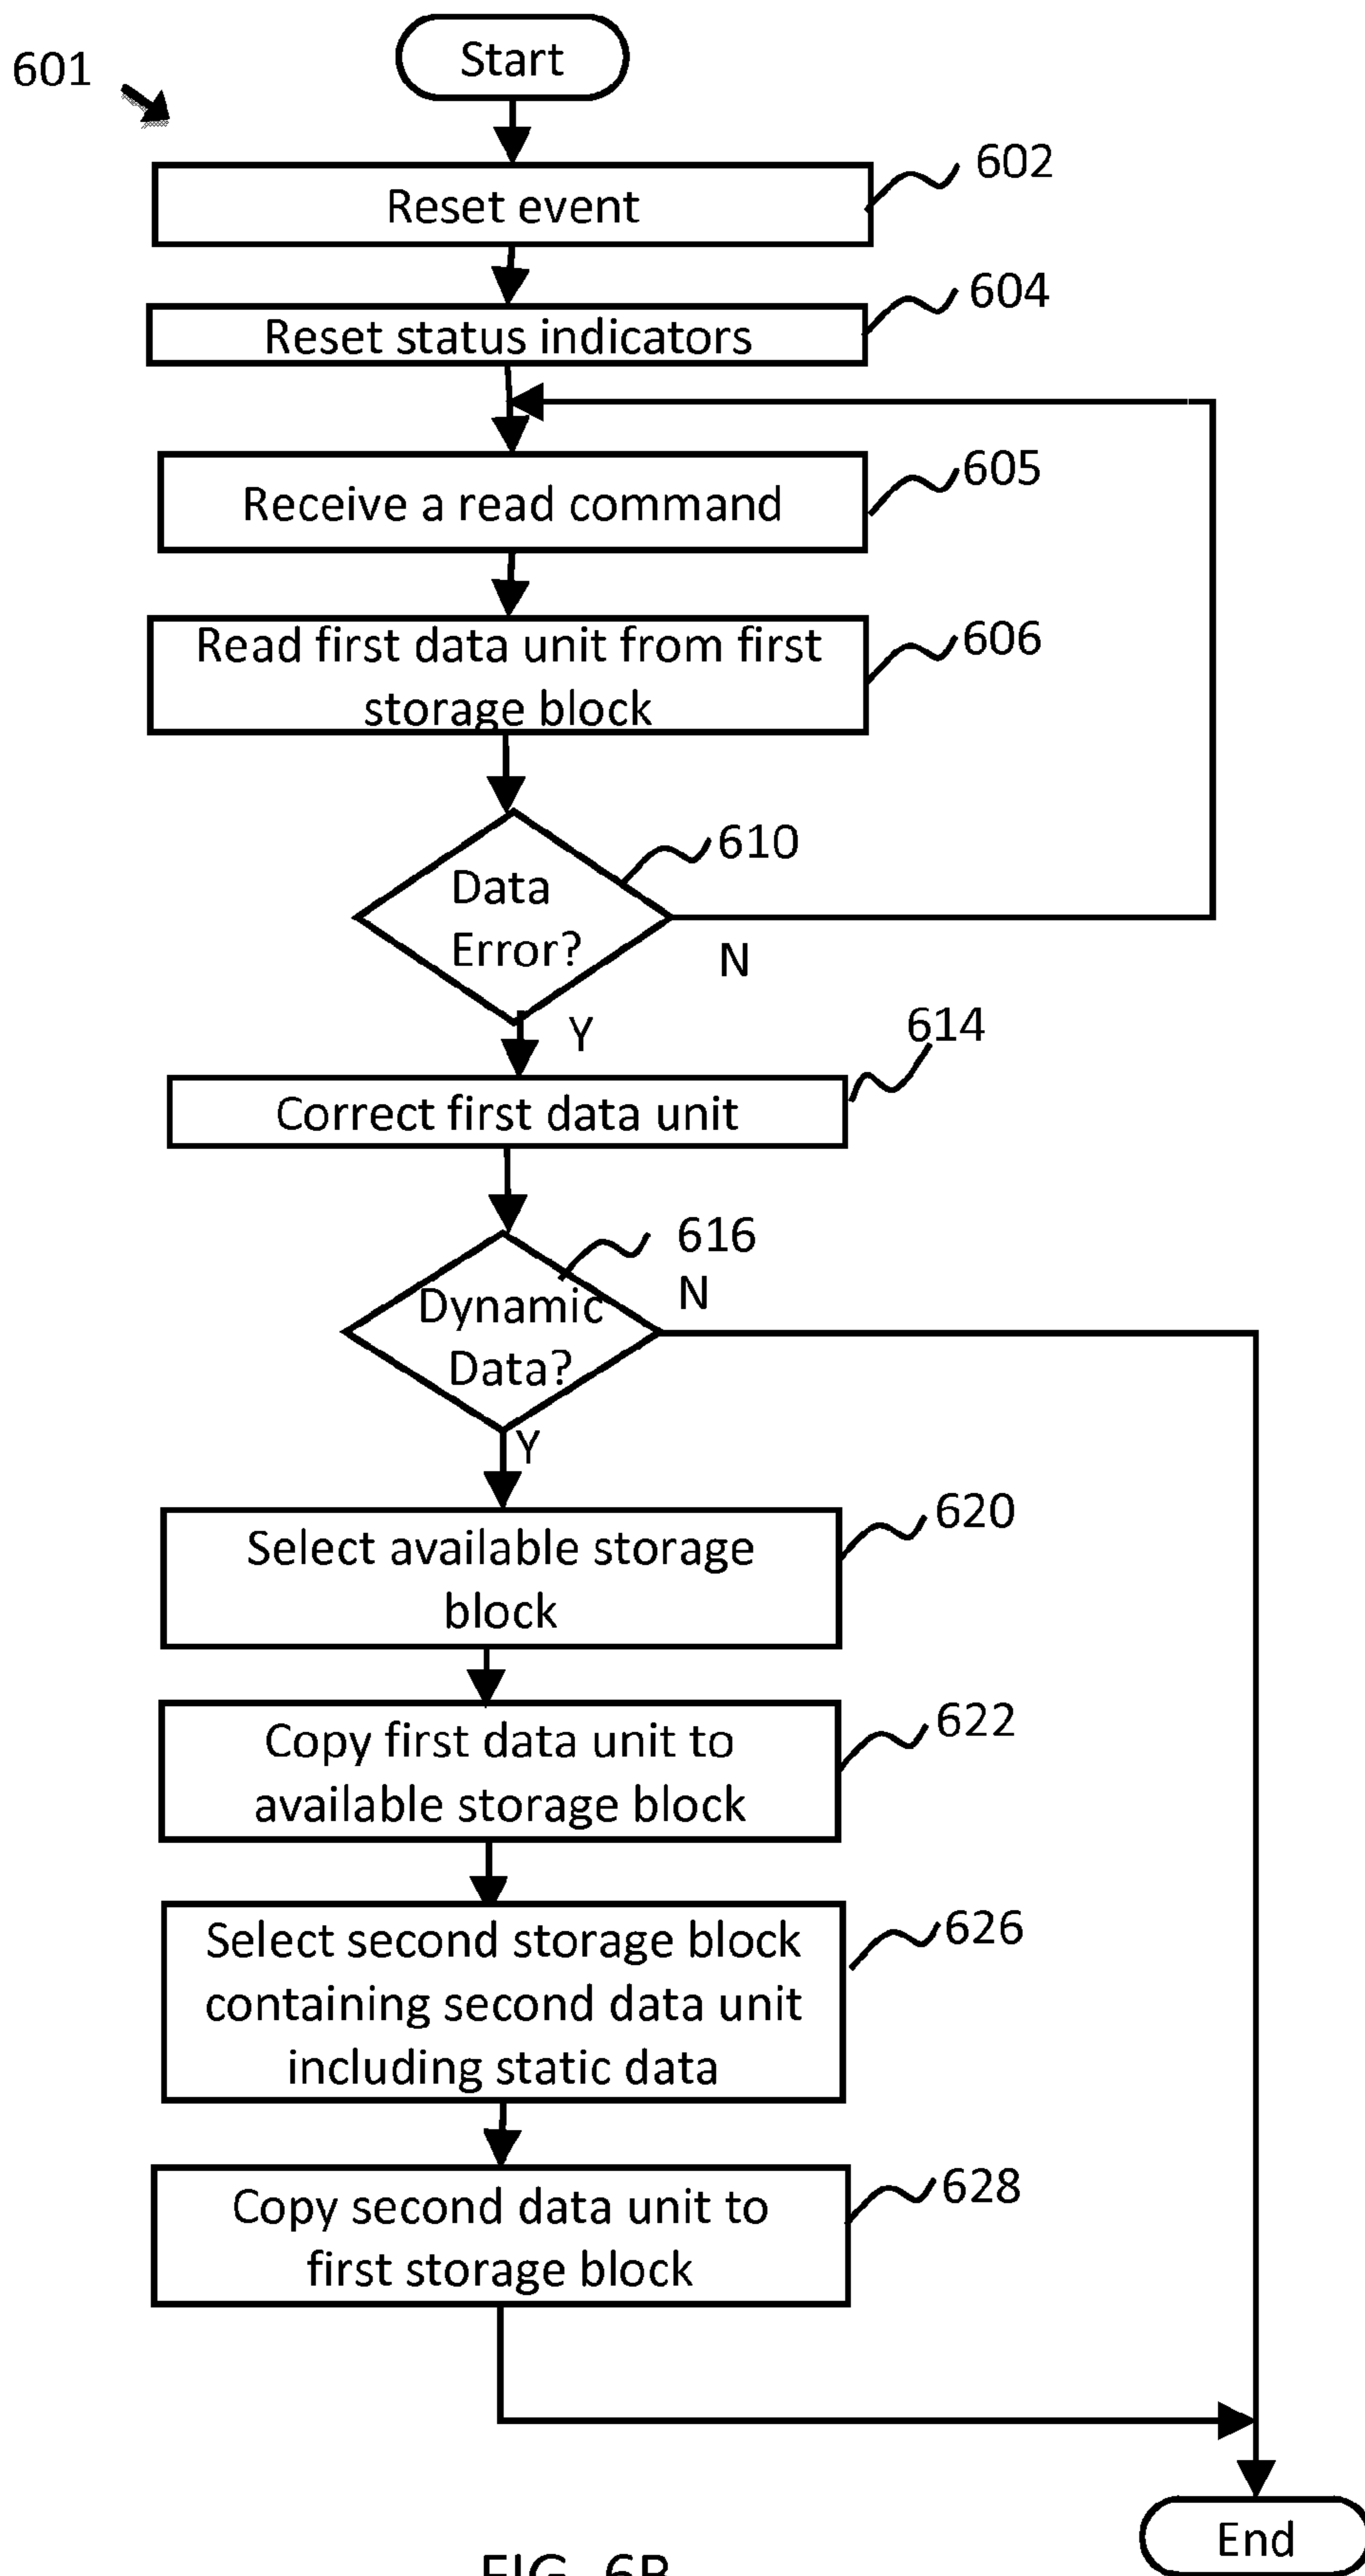 Start
601
602
Reset event
604
Reset status indicators
605
Receive a read command
606
Read first data unit from first
storage block
610
Data
Error?
N
Y
614
Correct first data unit
616
N
Dynamic
Data?
Y
620
Select available storage
block
622
Copy first data unit to
available storage block
626
Select second storage block
containing second data unit
including static data
628
Copy second data unit to
first storage block
End
FIG. 6B